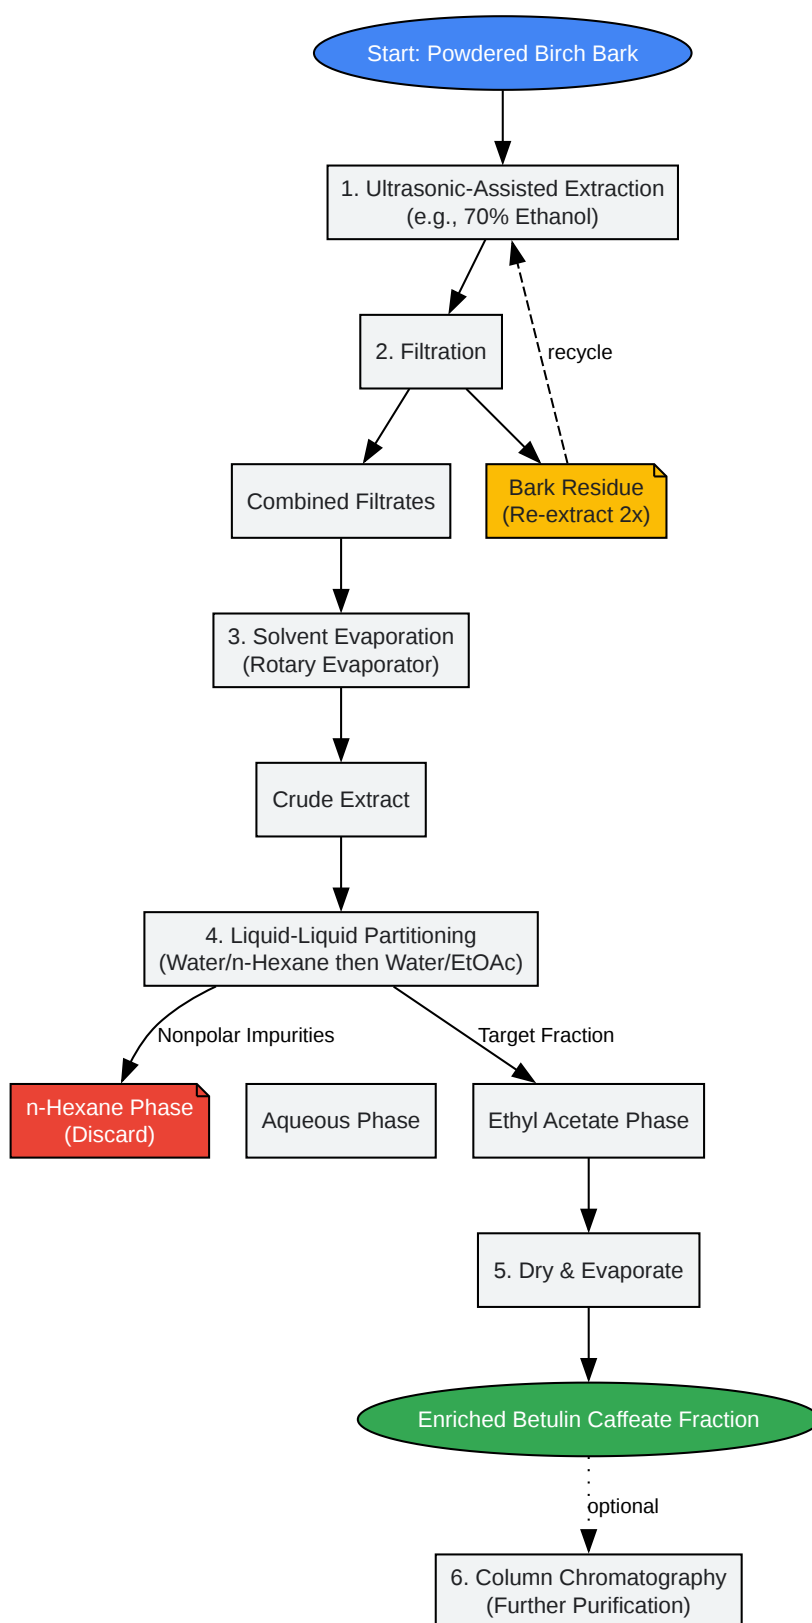 Start: Powdered Birch Bark
1. Ultrasonic-Assisted Extraction
(e.g., 70% Ethanol)
2. Filtration
recycle
Combined Filtrates
Bark Residue
(Re-extract 2x)
3. Solvent Evaporation
(Rotary Evaporator)
Crude Extract
4. Liquid-Liquid Partitioning
(Water/n-Hexane then Water/EtOAc)
Nonpolar Impurities
Target Fraction
n-Hexane Phase
(Discard)
Aqueous Phase
Ethyl Acetate Phase
5. Dry & Evaporate
Enriched Betulin Caffeate Fraction
optional
6. Column Chromatography
(Further Purification)